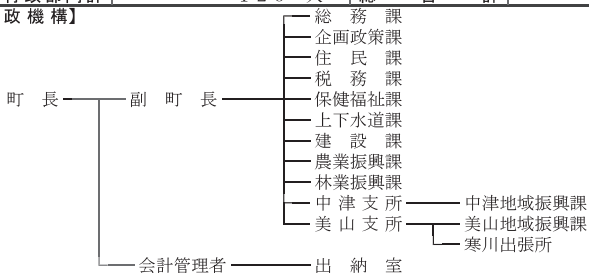 政機構】
総務課
企画政策課
住民課
税務課
町長 副町長 保健福祉課
上下水道課
建設課
農業振興課
林業振興課
中津支所 中津地域振興課
美山支所 美山地域振興課
寒川出張所
会計管理者 出納室